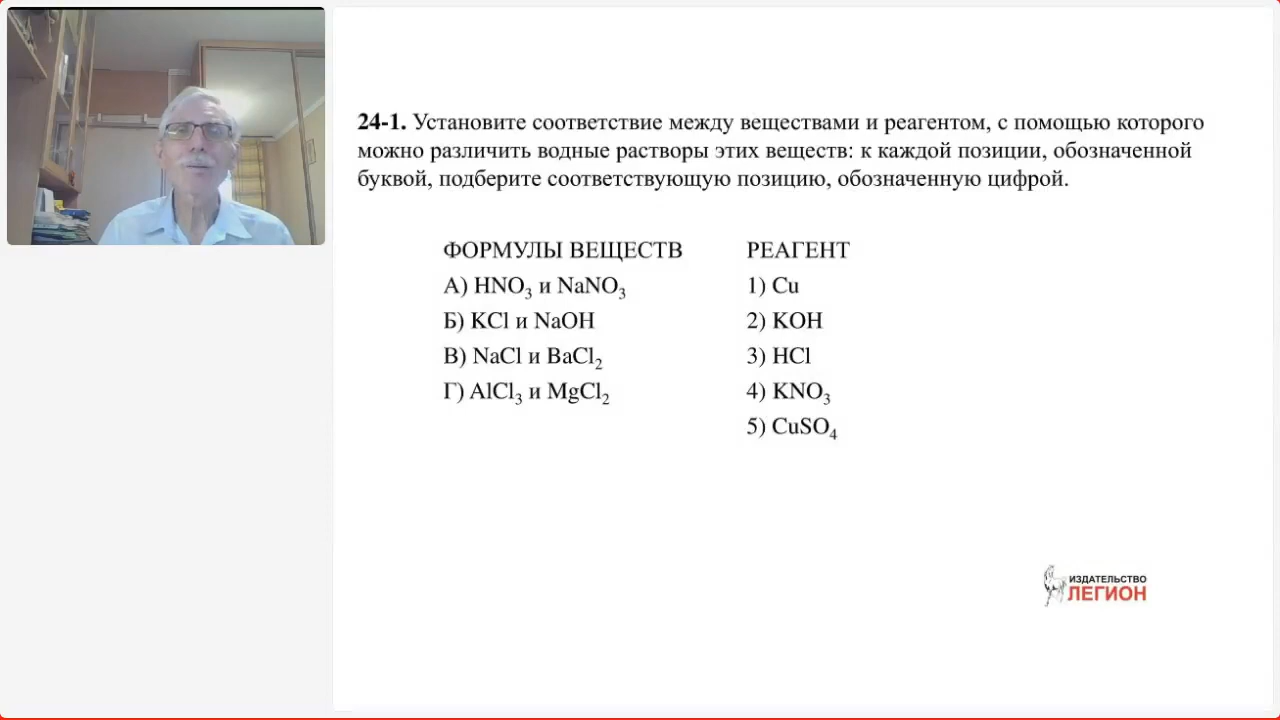 24-1. Установите соответствие между веществами и реагентом, с помощью которого
можно различить водные растворы этих веществ: к каждой позиции, обозначенной
буквой, подберите соответствующую позицию, обозначенную цифрой.
ФОРМУЛЫ ВЕЩЕСТВ
А) HNO₃ и NaNO₃
Б) KCl и NaOH
В) NaCl и BaCl₂
Г) AlCl₃ и MgCl₂
РЕАГЕНТ
1) Cu
2) KOH
3) HCl
4) KNO₃
5) CuSO₄
ИЗДАТЕЛЬСТВО
ЛЕГИОН